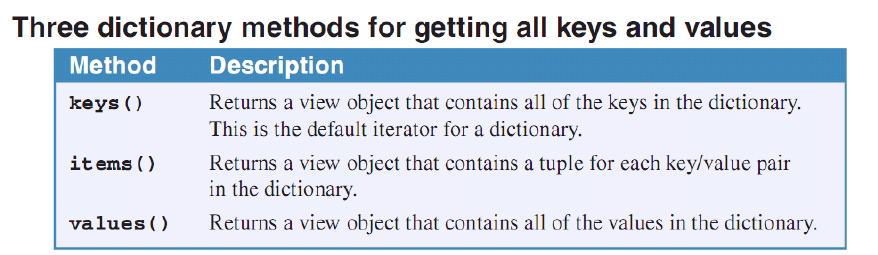 Three dictionary methods for getting all keys and values
Method Description
keys() Returns a view object that contains all of the keys in the dictionary.
This is the default iterator for a dictionary.
items() Returns a view object that contains a tuple for each key/value pair
in the dictionary.
values() Returns a view object that contains all of the values in the dictionary.